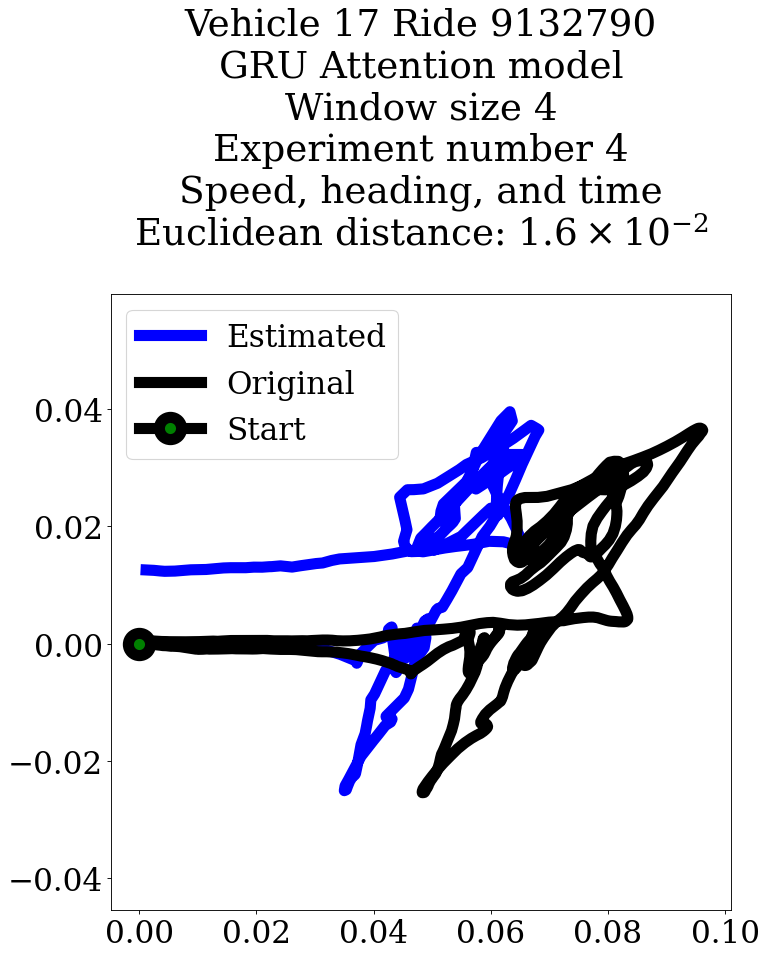 Vehicle 17 Ride 9132790
GRU Attention model
Window size 4
Experiment number 4
Speed, heading, and time
Euclidean distance: 1.6 × 10⁻²
Estimated
Original
Start
0.04
0.02
0.00
−0.02
−0.04
0.00 0.02 0.04 0.06 0.08 0.10